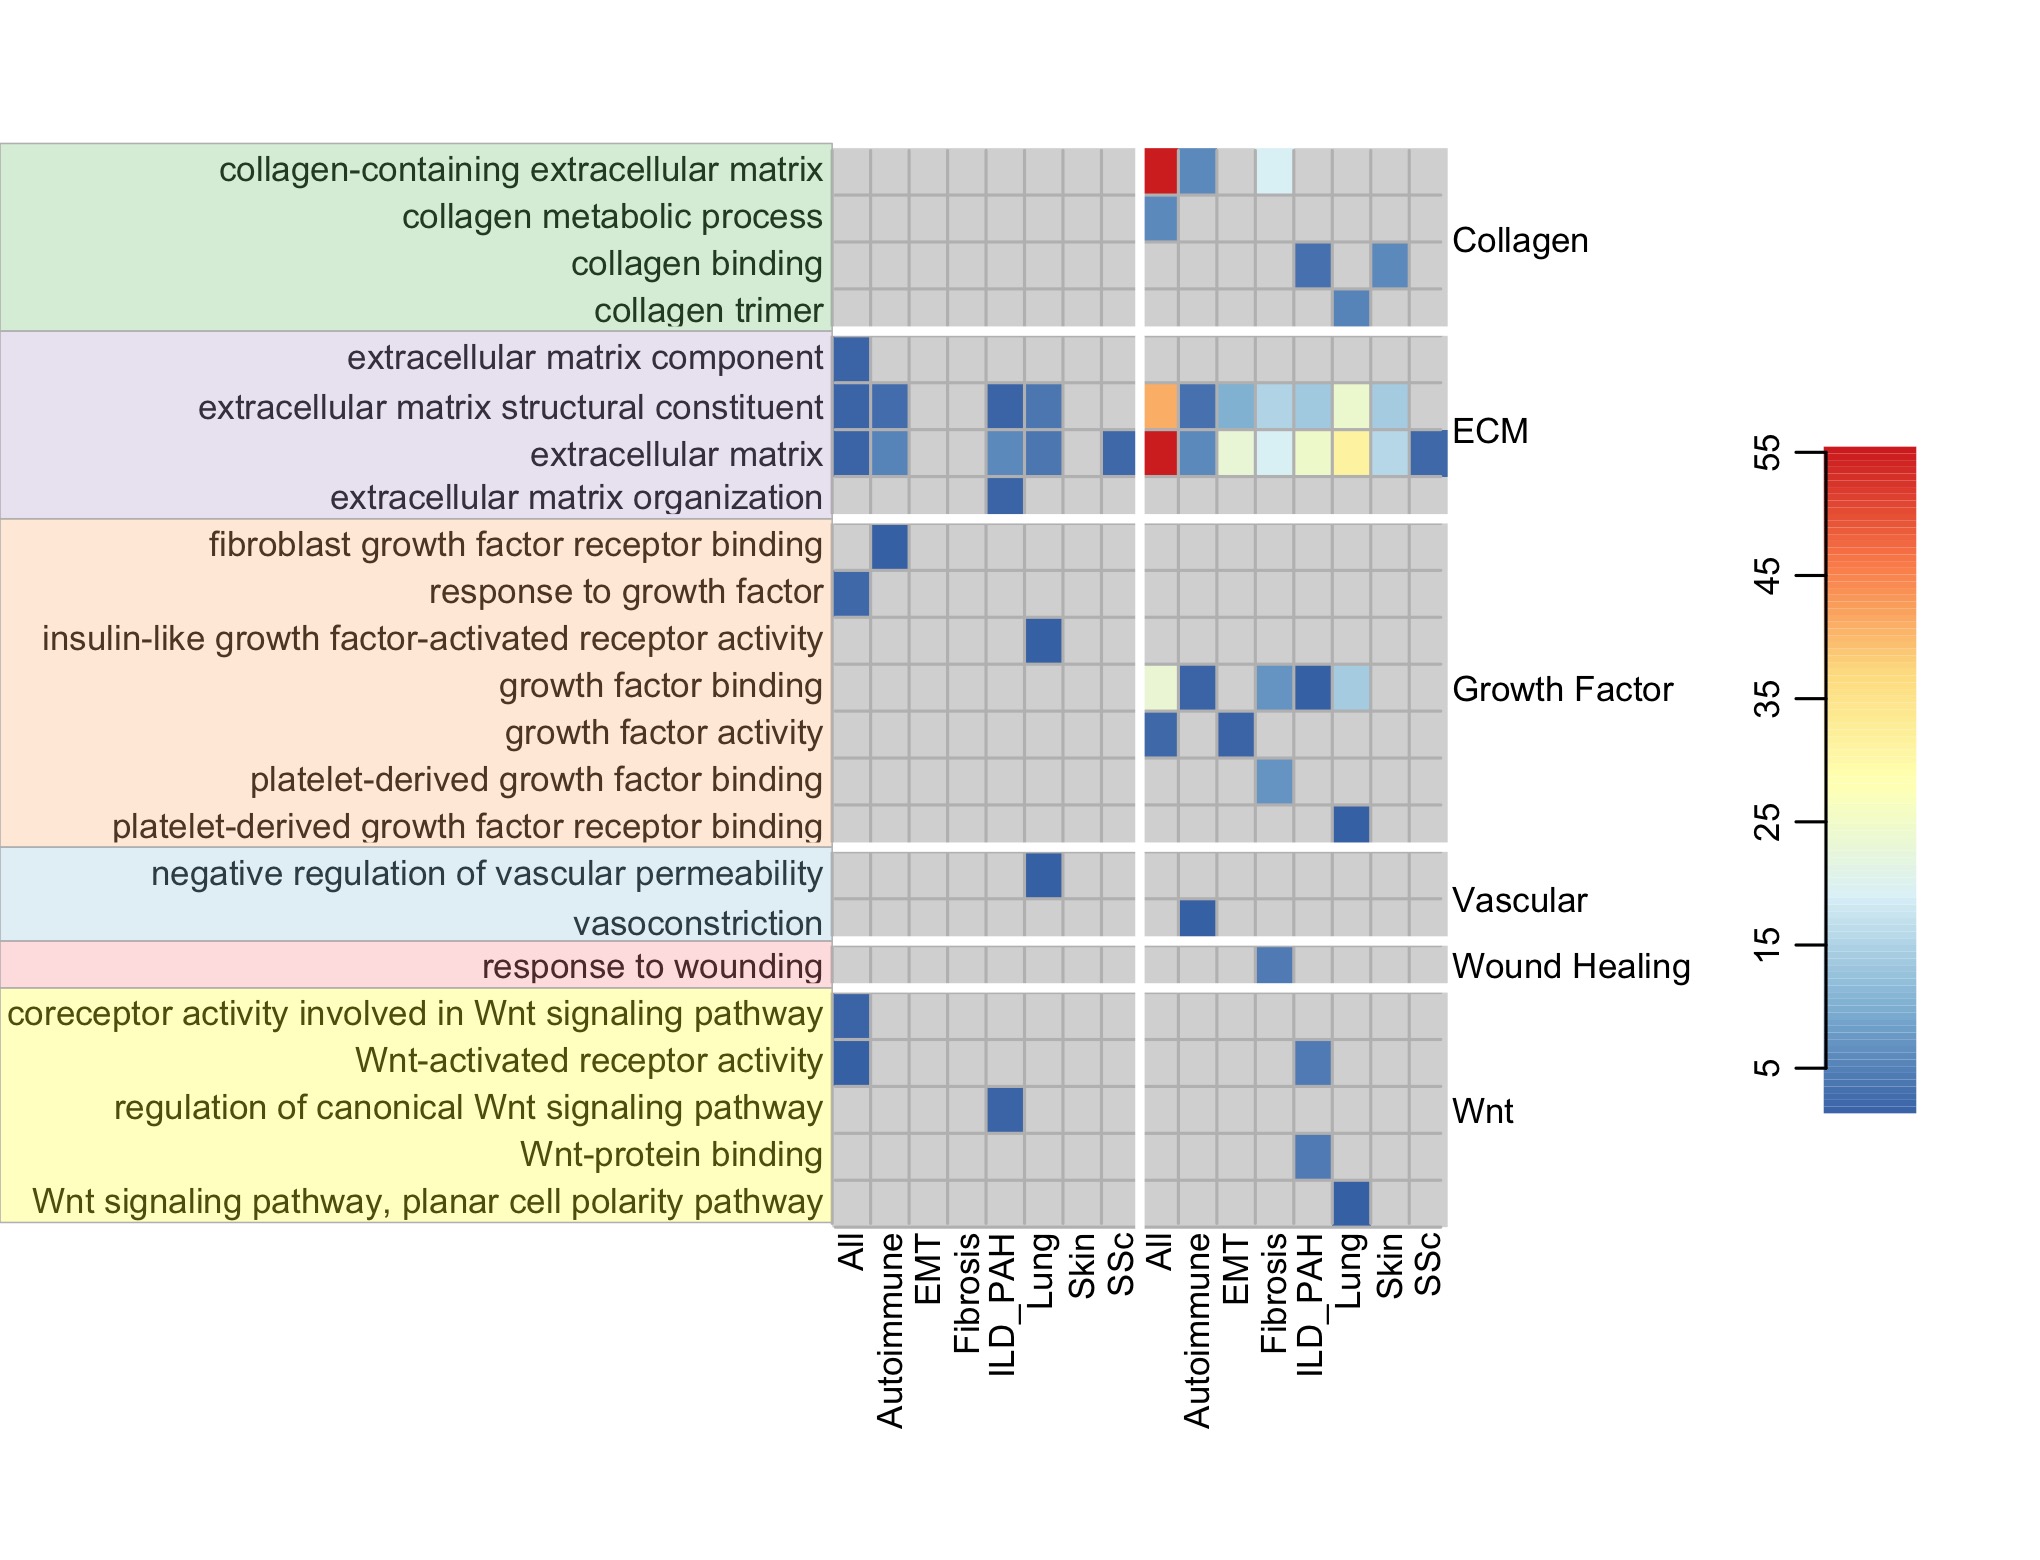 collagen-containing extracellular matrix
collagen metabolic process
collagen binding
collagen trimer
Collagen
extracellular matrix component
extracellular matrix structural constituent
extracellular matrix
extracellular matrix organization
ECM
fibroblast growth factor receptor binding
response to growth factor
insulin-like growth factor-activated receptor activity
growth factor binding
growth factor activity
platelet-derived growth factor binding
platelet-derived growth factor receptor binding
Growth Factor
negative regulation of vascular permeability
vasoconstriction
Vascular
response to wounding
Wound Healing
coreceptor activity involved in Wnt signaling pathway
Wnt-activated receptor activity
regulation of canonical Wnt signaling pathway
Wnt-protein binding
Wnt signaling pathway, planar cell polarity pathway
Wnt
All
Autoimmune
EMT
Fibrosis
ILD_PAH
Lung
Skin
SSc
All
Autoimmune
EMT
Fibrosis
ILD_PAH
Lung
Skin
SSc
55
45
35
25
15
5